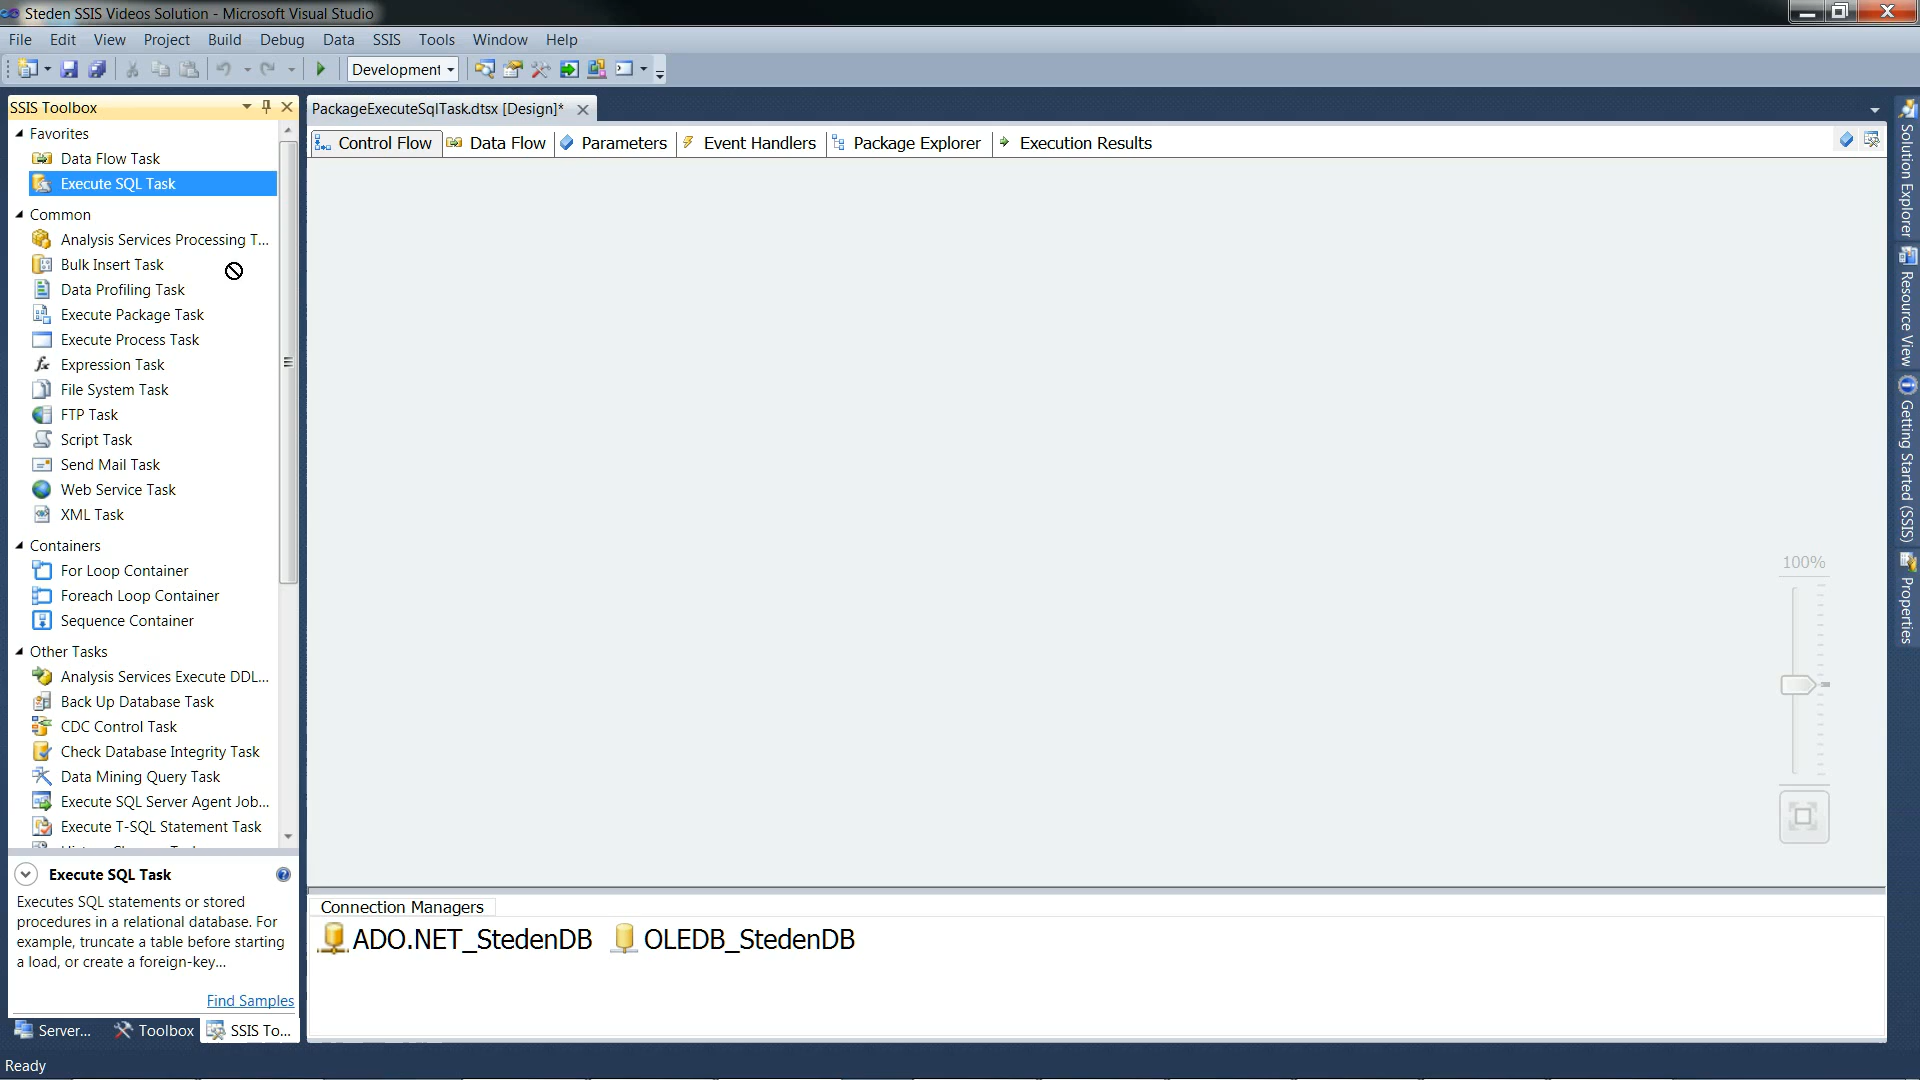 Steden SSIS Videos Solution - Microsoft Visual Studio
File Edit View Project Build Debug Data SSIS Tools Window Help
Development
SSIS Toolbox
Favorites
Data Flow Task
Execute SQL Task
Common
Analysis Services Processing T...
Bulk Insert Task
Data Profiling Task
Execute Package Task
Execute Process Task
Expression Task
File System Task
FTP Task
Script Task
Send Mail Task
Web Service Task
XML Task
Containers
For Loop Container
Foreach Loop Container
Sequence Container
Other Tasks
Analysis Services Execute DDL...
Back Up Database Task
CDC Control Task
Check Database Integrity Task
Data Mining Query Task
Execute SQL Server Agent Job...
Execute T-SQL Statement Task
Execute SQL Task
Executes SQL statements or stored
procedures in a relational database. For
example, truncate a table before starting
a load, or create a foreign-key...
Find Samples
Server... Toolbox SSIS To...
Ready
PackageExecuteSqlTask.dtsx [Design]*
Control Flow Data Flow Parameters Event Handlers Package Explorer Execution Results
100%
Connection Managers
ADO.NET_StedenDB OLEDB_StedenDB
Solution Explorer
Resource View
Getting Started (SSIS)
Properties